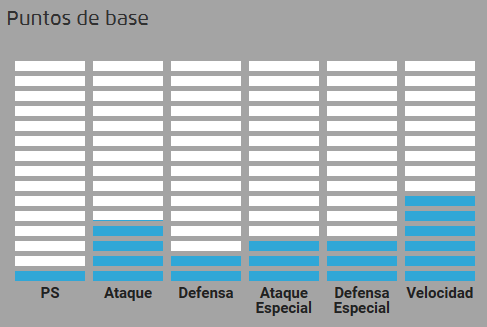 Puntos de base
PS
Ataque
Defensa
Ataque
Especial
Defensa
Especial
Velocidad